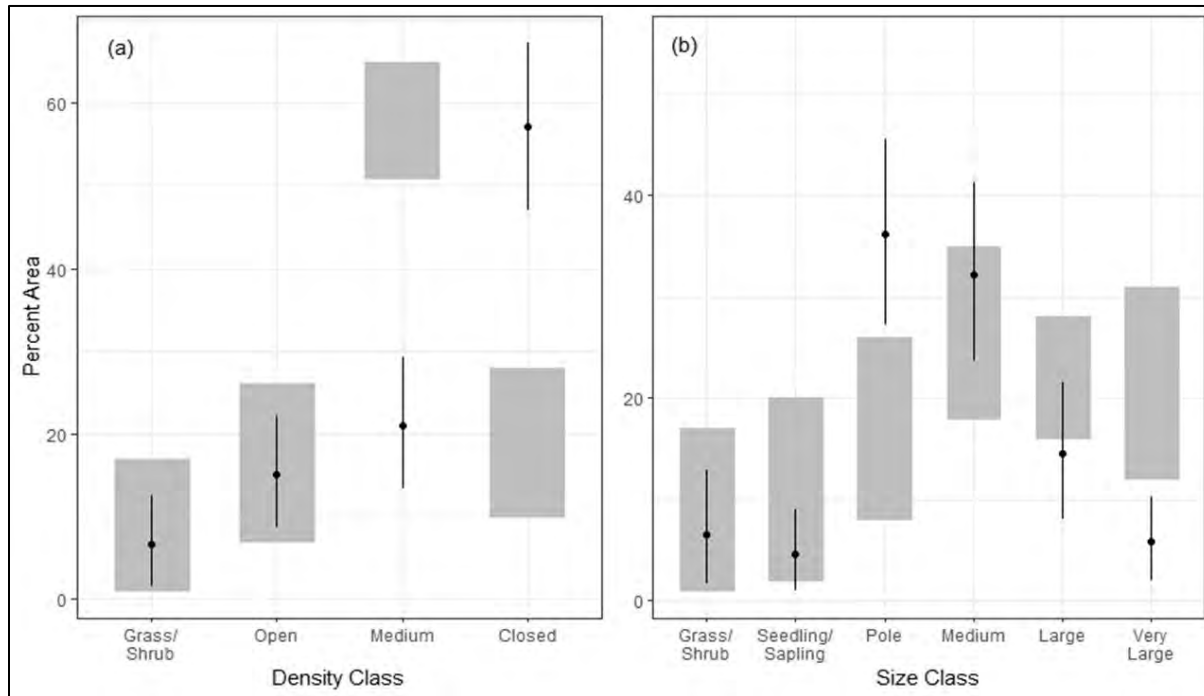 (a)
(b)
Percent Area
60
40
20
0
Grass/
Shrub
Open
Medium
Closed
Density Class
40
20
0
Grass/
Shrub
Seedling/
Sapling
Pole
Medium
Large
Very
Large
Size Class